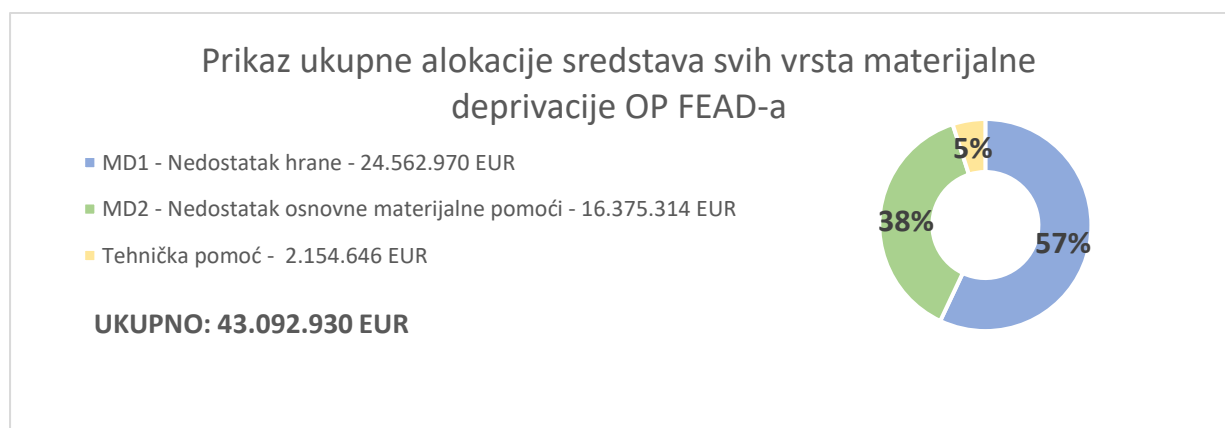 Prikaz ukupne alokacije sredstava svih vrsta materijalne
deprivacije OP FEAD-a
MD1 - Nedostatak hrane - 24.562.970 EUR
MD2 - Nedostatak osnovne materijalne pomoći - 16.375.314 EUR
Tehnička pomoć - 2.154.646 EUR
UKUPNO: 43.092.930 EUR
5%
38%
57%